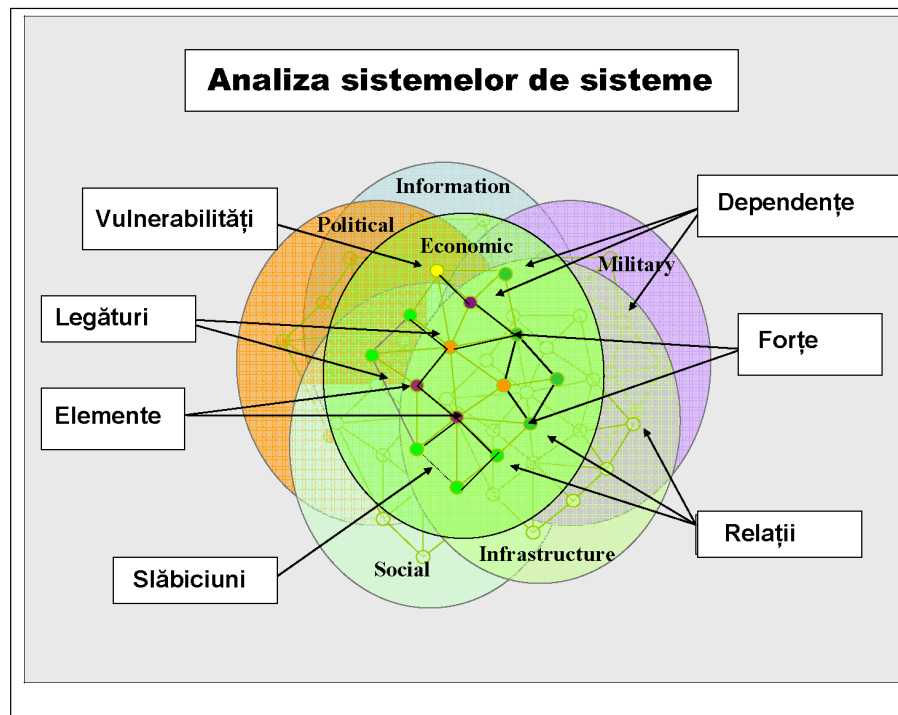 Analiza sistemelor de sisteme
Information
Vulnerabilități
Political
Economic
Dependențe
Military
Legături
Forțe
Elemente
Relații
Infrastructure
Social
Slăbiciuni